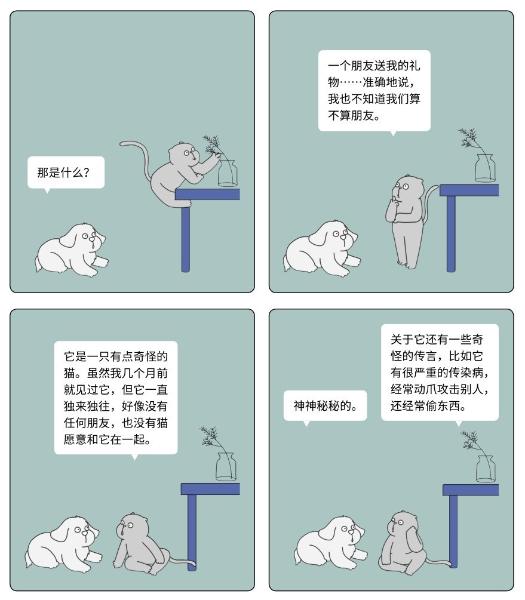 那是什么？
一个朋友送我的礼
物……准确地说，
我也不知道我们算
不算朋友。
它是一只有点奇怪的
猫。虽然我几个月前
就见过它，但它一直
独来独往，好像没有
任何朋友，也没有猫
愿意和它在一起。
关于它还有一些奇
怪的传言，比如它
有很严重的传染病，
经常动爪攻击别人，
还经常偷东西。
神神秘秘的。